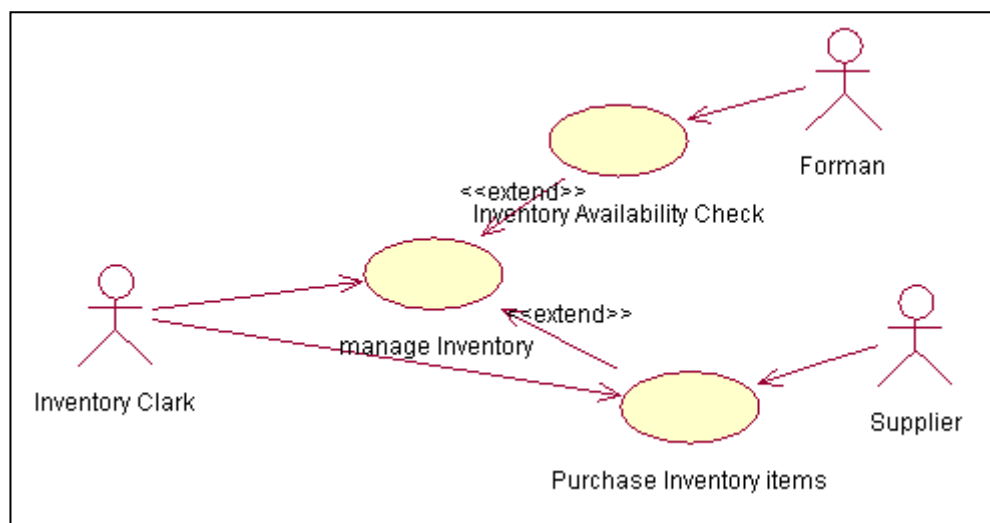 Forman
<<extend>>
Inventory Availability Check
<<extend>>
manage Inventory
Inventory Clark
Supplier
Purchase Inventory items